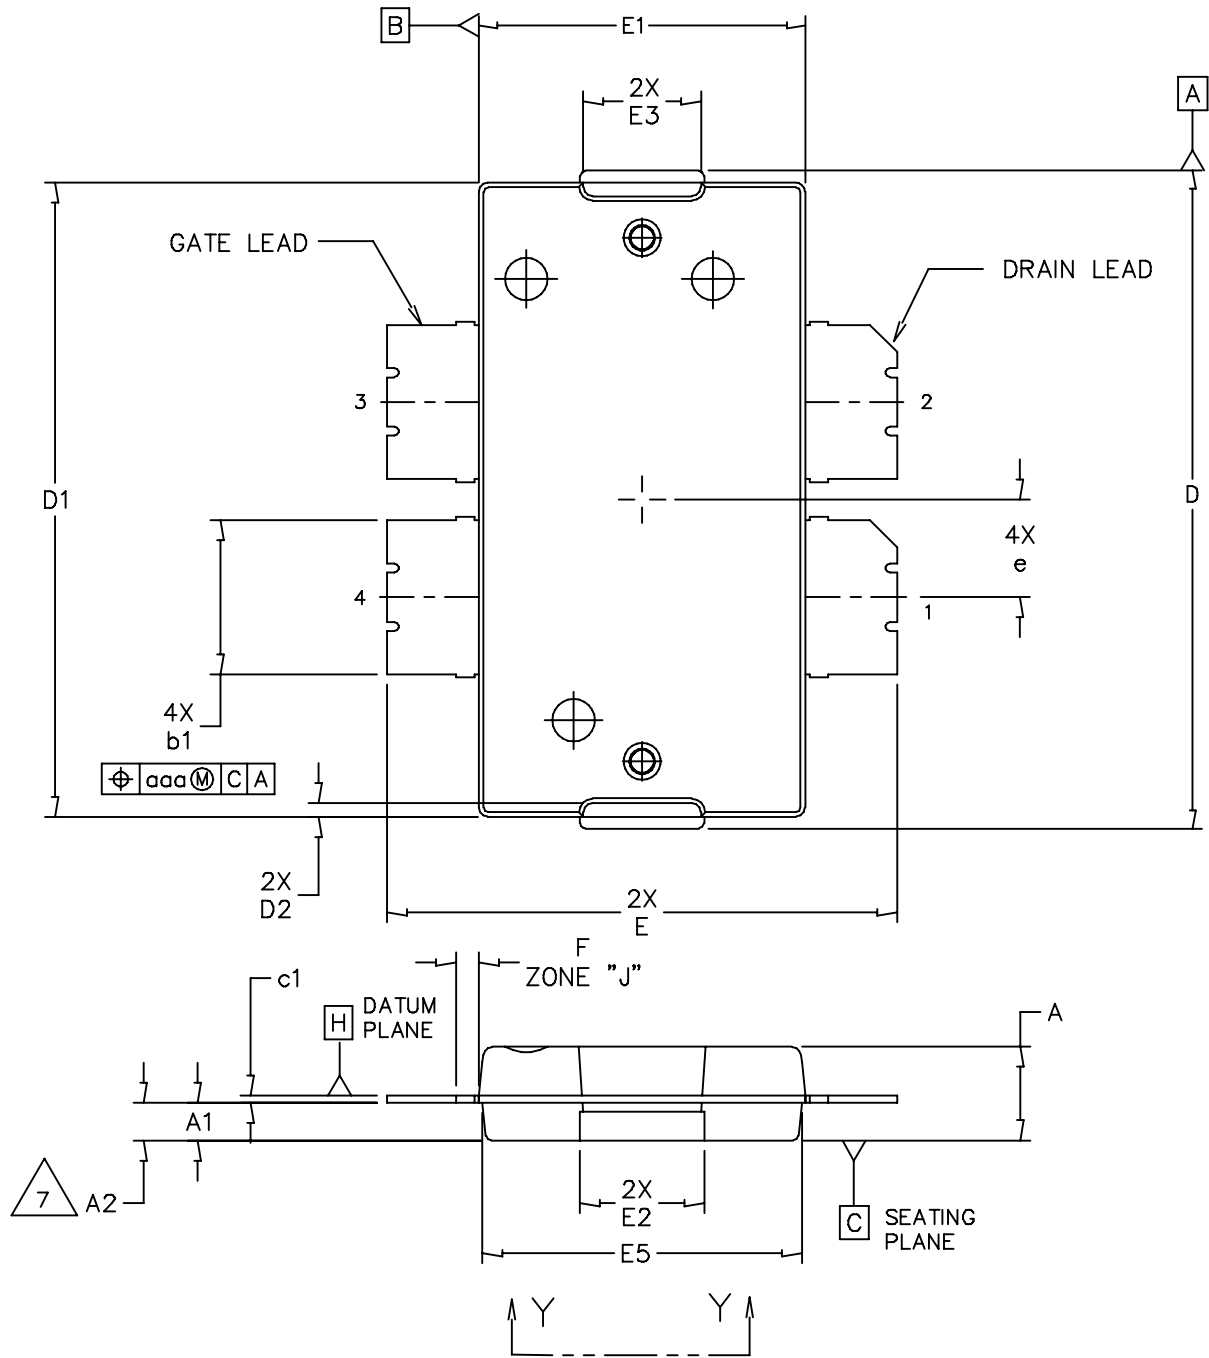 B
E1
2X
E3
A
GATE LEAD
DRAIN LEAD
3
2
D1
D
4X
e
4
1
4X
b1
⌖ aaa Ⓜ C A
2X
D2
2X
E
F
ZONE "J"
c1
H
DATUM
PLANE
A
A1
7
A2
2X
E2
C
SEATING
PLANE
E5
Y
Y